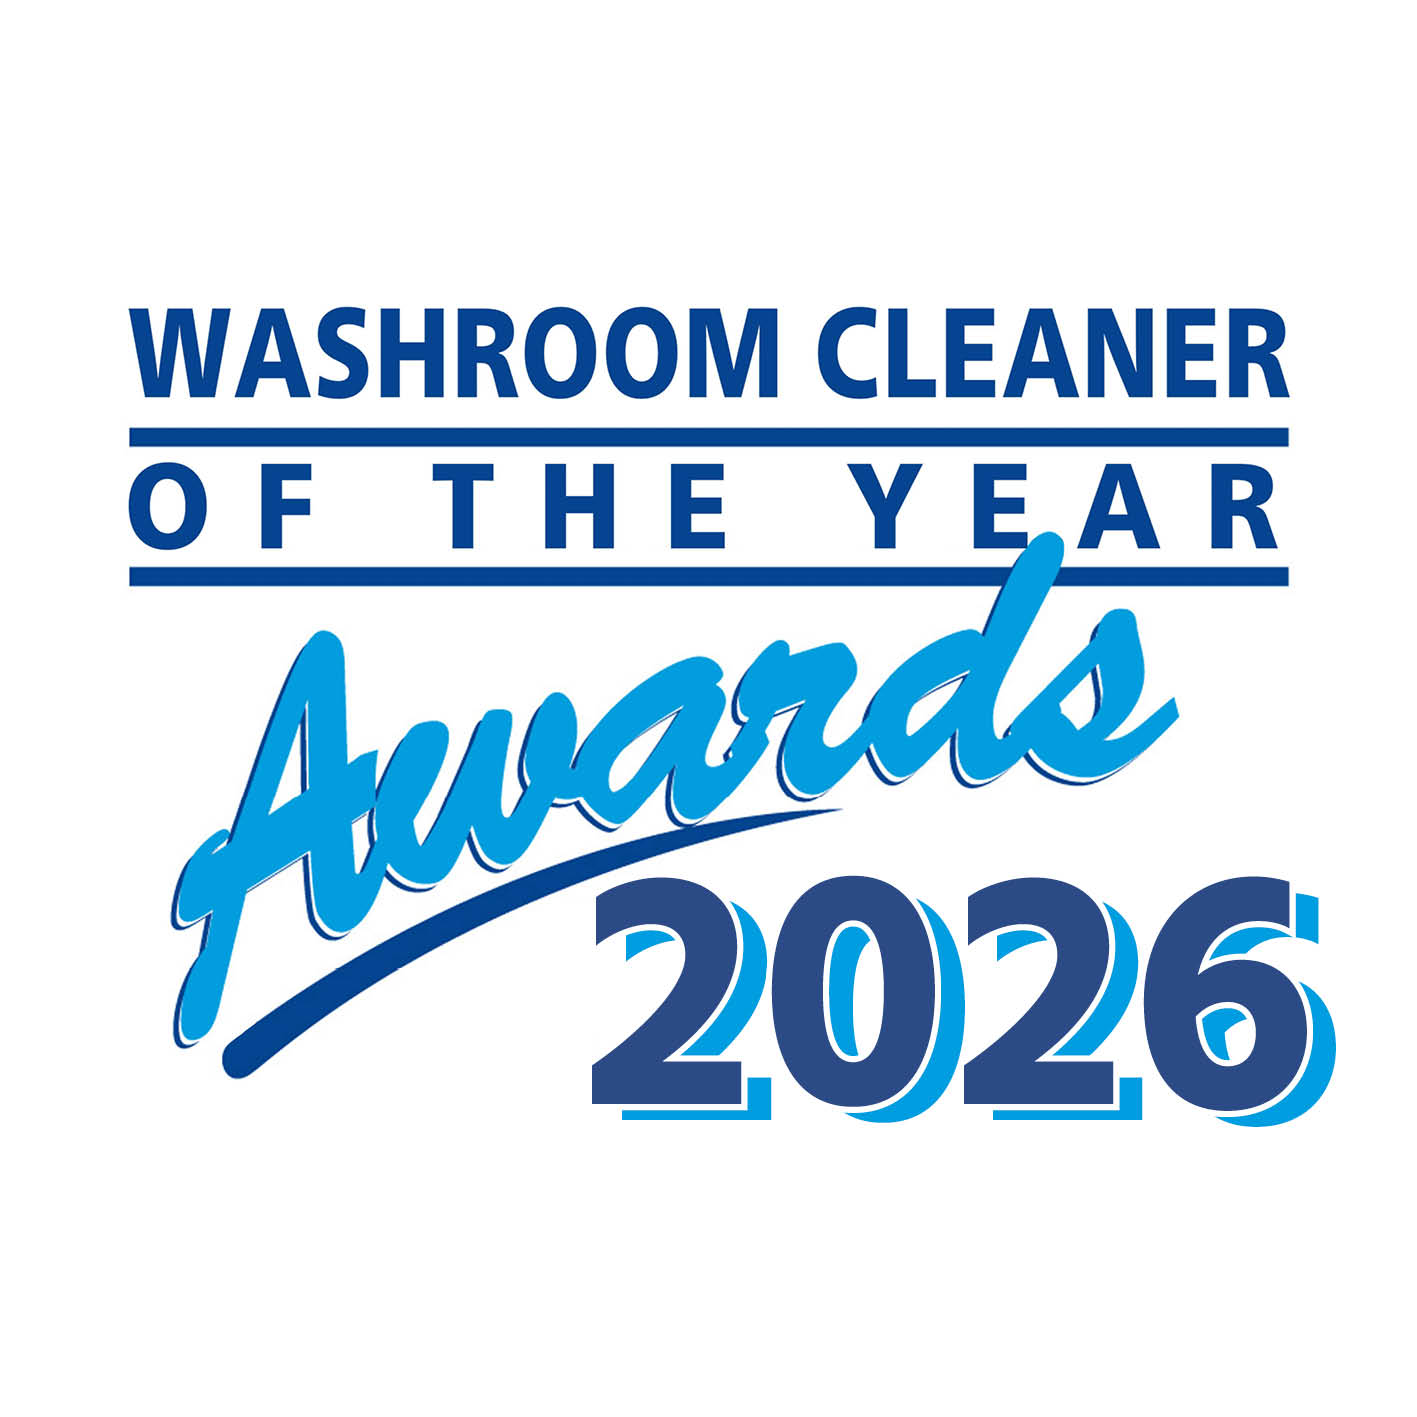 WASHROOM CLEANER
OF THE YEAR
Awards
2026